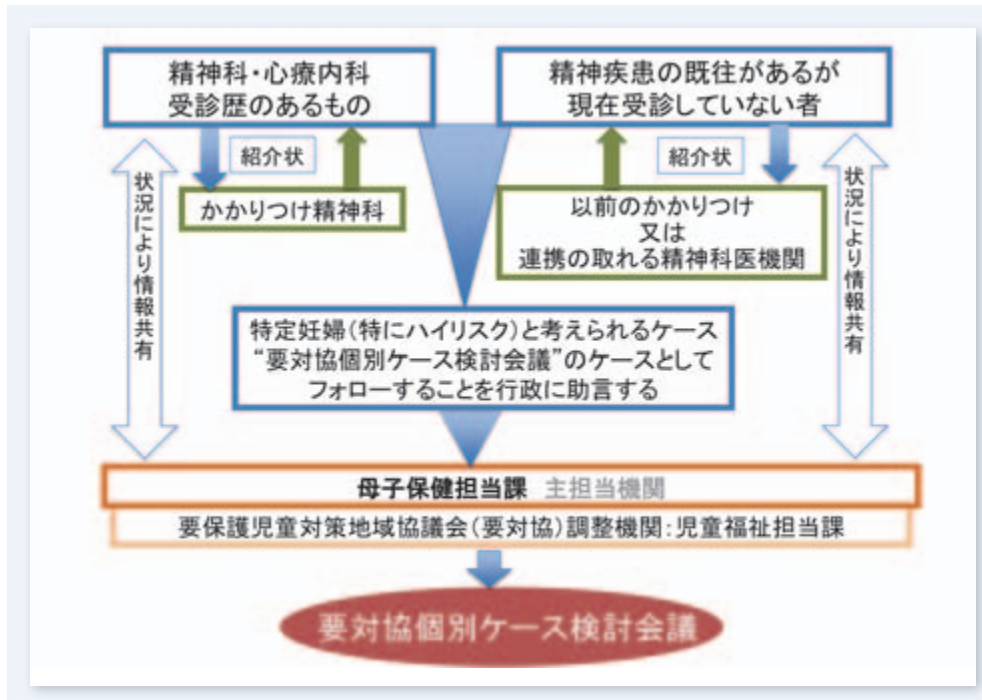 精神科・心療内科
受診歴のあるもの
精神疾患の既往があるが
現在受診していない者
紹介状
紹介状
かかりつけ精神科
以前のかかりつけ
又は
連携の取れる精神科医機関
状況により情報共有
状況により情報共有
特定妊婦(特にハイリスク)と考えられるケース
“要対協個別ケース検討会議”のケースとして
フォローすることを行政に助言する
母子保健担当課 主担当機関
要保護児童対策地域協議会(要対協)調整機関:児童福祉担当課
要対協個別ケース検討会議